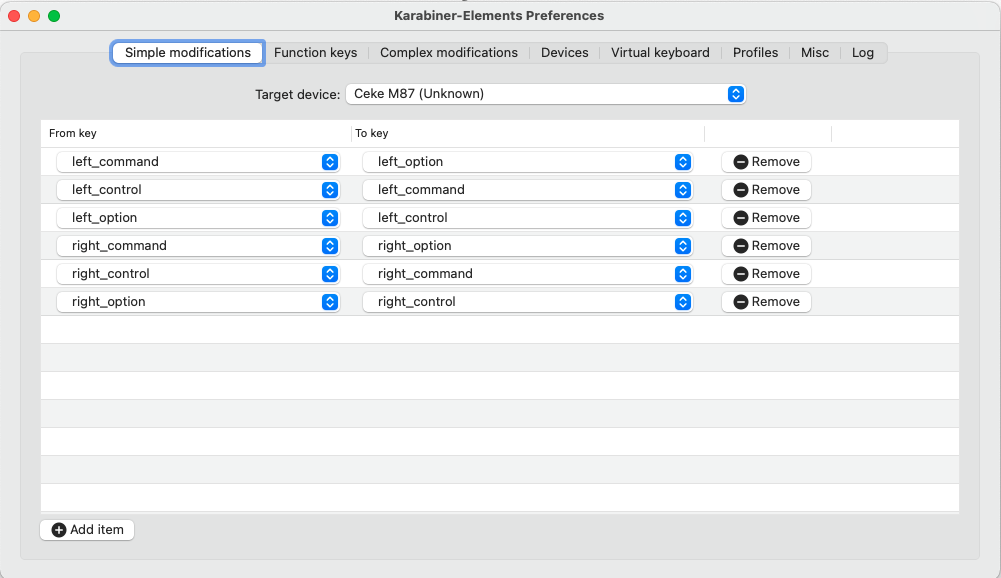 Karabiner-Elements Preferences
Simple modifications Function keys Complex modifications Devices Virtual keyboard Profiles Misc Log
Target device: Ceke M87 (Unknown)
From key To key
left_command left_option Remove
left_control left_command Remove
left_option left_control Remove
right_command right_option Remove
right_control right_command Remove
right_option right_control Remove
Add item